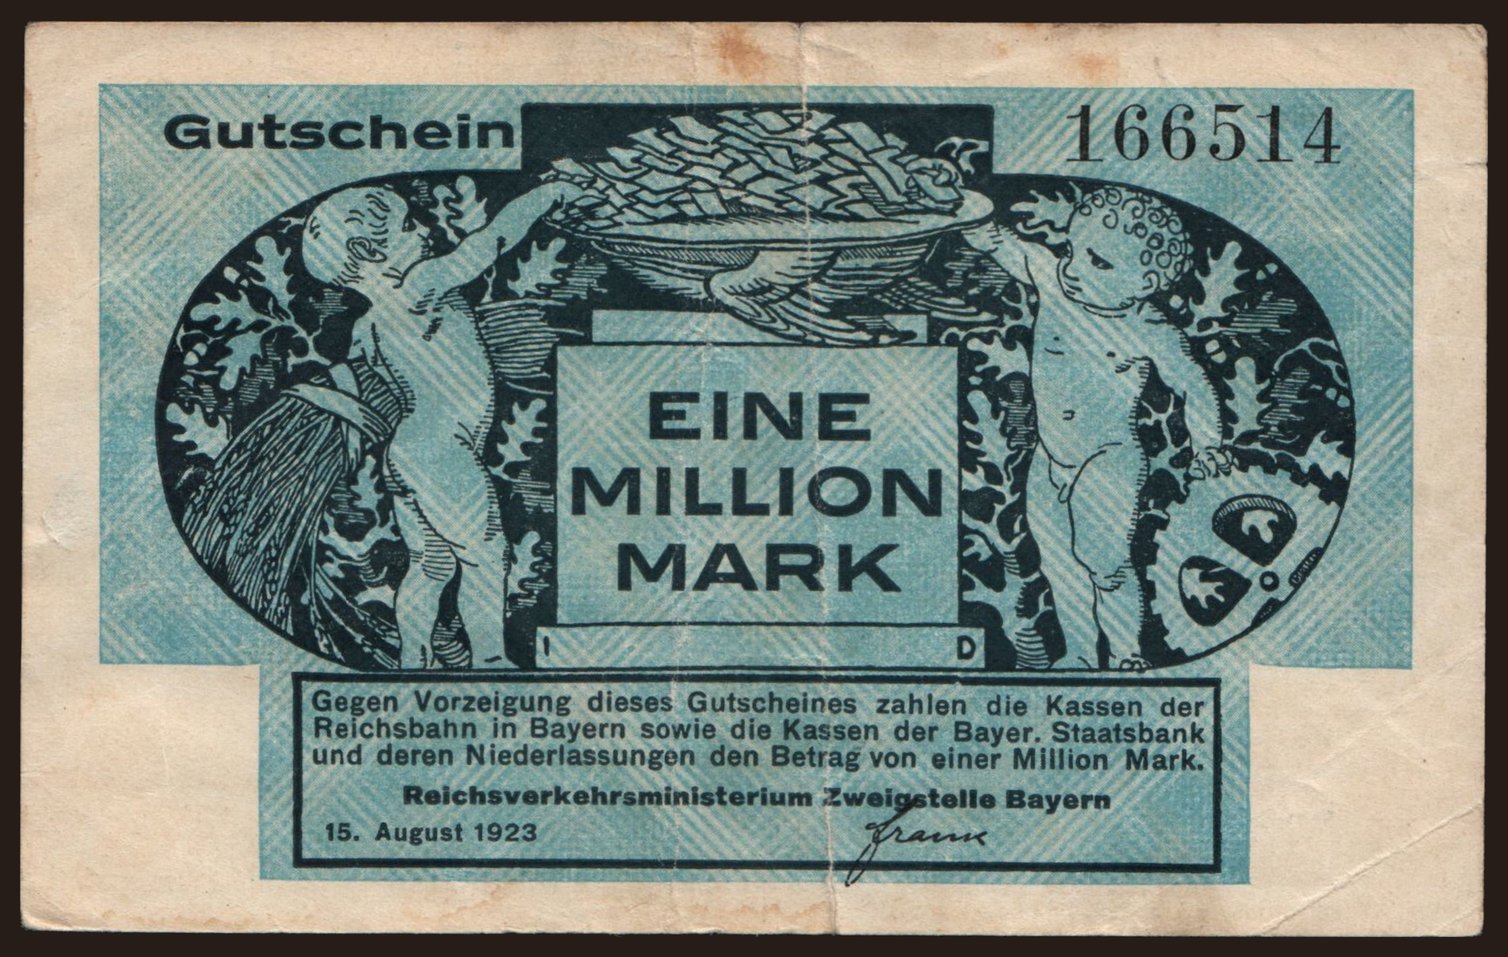 Gutschein
166514
EINE
MILLION
MARK
I D
Gegen Vorzeigung dieses Gutscheines zahlen die Kassen der
Reichsbahn in Bayern sowie die Kassen der Bayer. Staatsbank
und deren Niederlassungen den Betrag von einer Million Mark.
Reichsverkehrsministerium Zweigstelle Bayern
15. August 1923